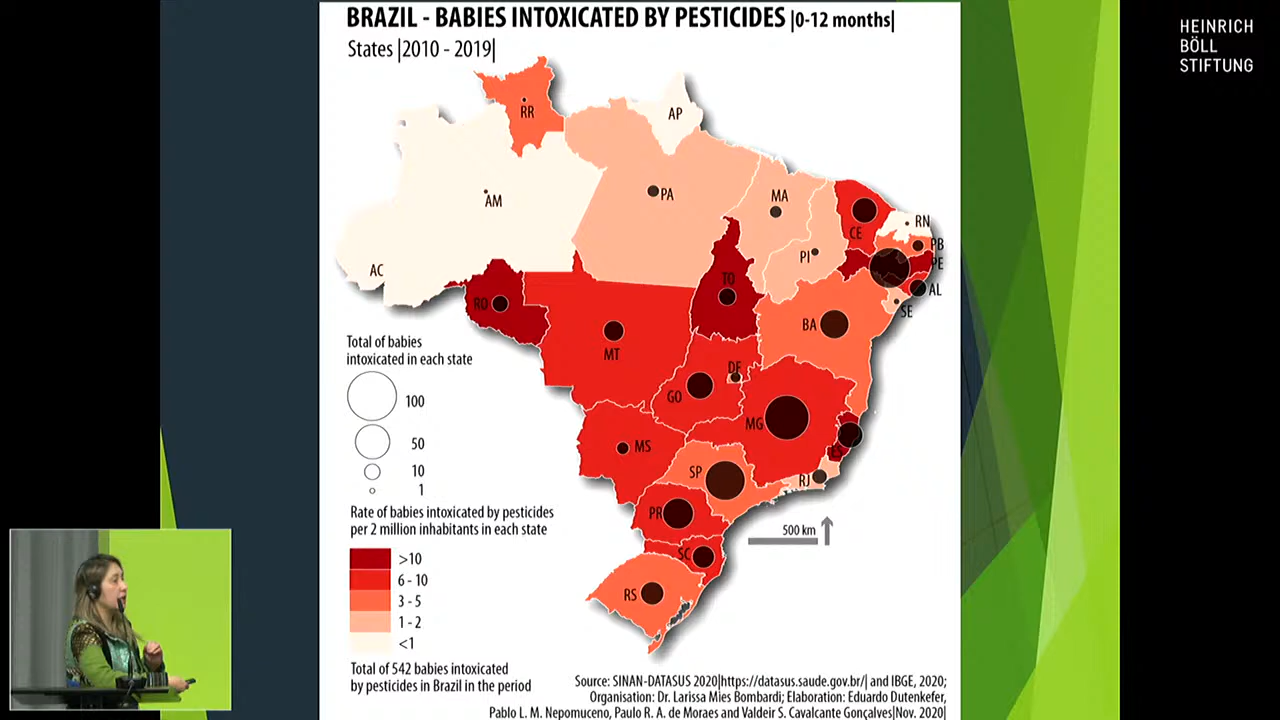 BRAZIL - BABIES INTOXICATED BY PESTICIDES |0-12 months|
States |2010 - 2019|
HEINRICH
BÖLL
STIFTUNG
RR
AP
AM
PA
MA
CE
RN
PB
PI
PE
AC
TO
AL
RO
SE
BA
MT
DF
GO
MG
ES
MS
SP
RJ
PR
SC
RS
500 km
Total of babies
intoxicated in each state
100
50
10
1
Rate of babies intoxicated by pesticides
per 2 million inhabitants in each state
>10
6 - 10
3 - 5
1 - 2
<1
Total of 542 babies intoxicated
by pesticides in Brazil in the period
Source: SINAN-DATASUS 2020|https://datasus.saude.gov.br/| and IBGE, 2020;
Organisation: Dr. Larissa Mies Bombardi; Elaboration: Eduardo Dutenkefer,
Pablo L. M. Nepomuceno, Paulo R. A. de Moraes and Valdeir S. Cavalcante Gonçalves|Nov. 2020|